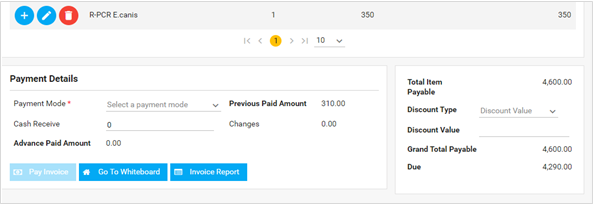 R-PCR E.canis 1 350 350
1 10
Payment Details
Payment Mode * Select a payment mode Previous Paid Amount 310.00
Cash Receive 0 Changes 0.00
Advance Paid Amount 0.00
Pay Invoice Go To Whiteboard Invoice Report
Total Item Payable 4,600.00
Discount Type Discount Value
Discount Value
Grand Total Payable 4,600.00
Due 4,290.00